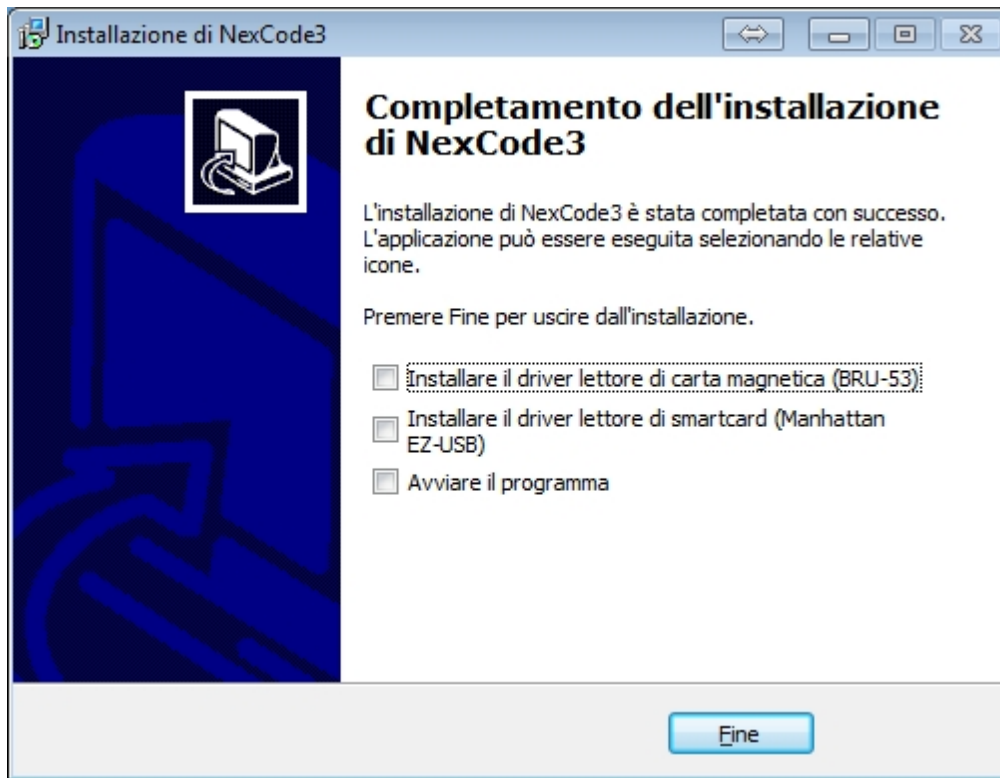 Installazione di NexCode3
Completamento dell'installazione
di NexCode3
L'installazione di NexCode3 è stata completata con successo.
L'applicazione può essere eseguita selezionando le relative
icone.
Premere Fine per uscire dall'installazione.
Installare il driver lettore di carta magnetica (BRU-53)
Installare il driver lettore di smartcard (Manhattan
EZ-USB)
Avviare il programma
Fine